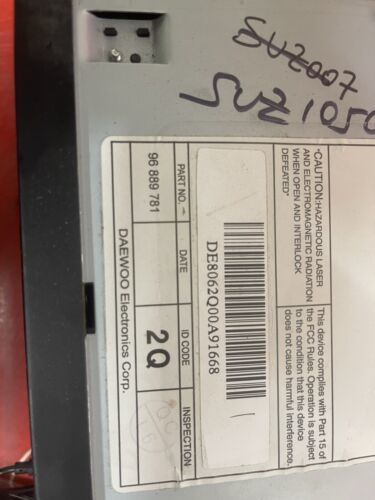 SUZ007
SUZ1050
"CAUTION:HAZARDOUS LASER
AND ELECTROMAGNETIC RADIATION
WHEN OPEN AND INTERLOCK
DEFEATED"
This device complies with Part 15 of
the FCC Rules. Operation is subject
to the condition that this device
does not cause harmful interference.
DE8062Q00A91668
PART NO. DATE ID CODE INSPECTION
96 889 781 2Q
DAEWOO Electronics Corp.